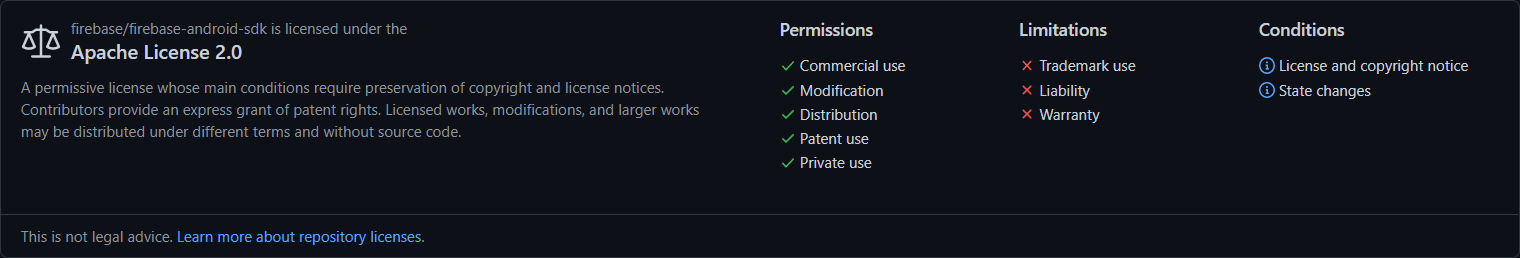 firebase/firebase-android-sdk is licensed under the
Apache License 2.0
A permissive license whose main conditions require preservation of copyright and license notices.
Contributors provide an express grant of patent rights. Licensed works, modifications, and larger works
may be distributed under different terms and without source code.
Permissions
Commercial use
Modification
Distribution
Patent use
Private use
Limitations
Trademark use
Liability
Warranty
Conditions
License and copyright notice
State changes
This is not legal advice. Learn more about repository licenses.